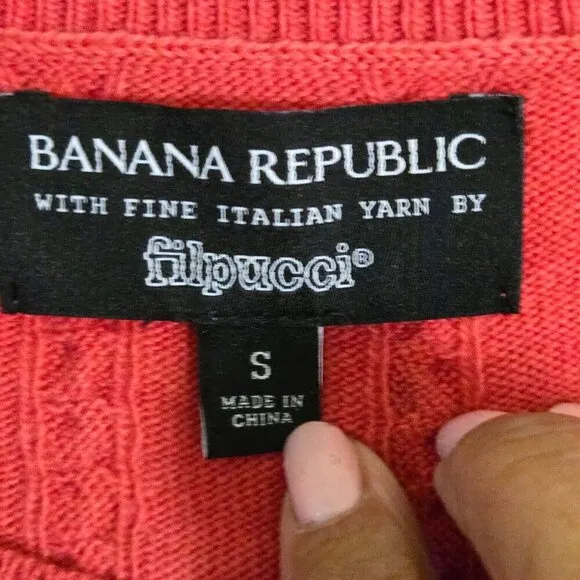 BANANA REPUBLIC
WITH FINE ITALIAN YARN BY
filpucci®
S
MADE IN
CHINA